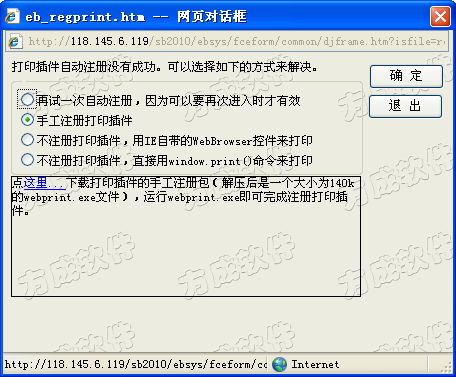 eb_regprint.htm -- 网页对话框
http://118.145.6.119/sb2010/ebsys/fceform/common/djframe.htm?isfile=re
打印插件自动注册没有成功。可以选择如下的方式来解决。
确 定
退 出
再试一次自动注册，因为可以要再次进入时才有效
手工注册打印插件
不注册打印插件，用IE自带的WebBrowser控件来打印
不注册打印插件，直接用window.print()命令来打印
点这里...下载打印插件的手工注册包(解压后是一个大小为140k
的webprint.exe文件)，运行webprint.exe即可完成注册打印插
件。
方成软件
http://118.145.6.119/sb2010/ebsys/fceform/co
Internet